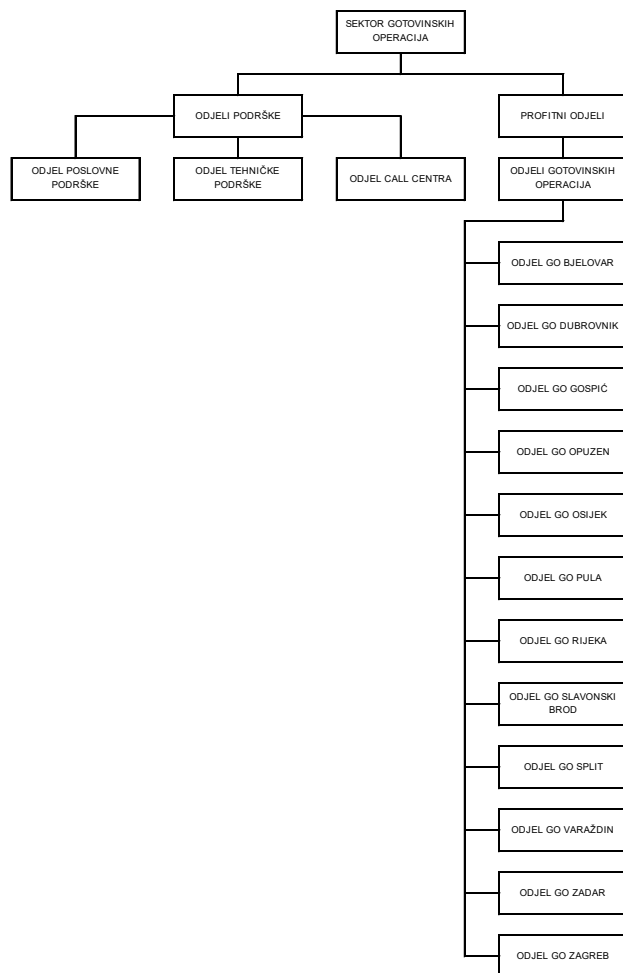 SEKTOR GOTOVINSKIH
OPERACIJA
ODJELI PODRŠKE
PROFITNI ODJELI
ODJEL POSLOVNE
PODRŠKE
ODJEL TEHNIČKE
PODRŠKE
ODJEL CALL CENTRA
ODJELI GOTOVINSKIH
OPERACIJA
ODJEL GO BJELOVAR
ODJEL GO DUBROVNIK
ODJEL GO GOSPIĆ
ODJEL GO OPUZEN
ODJEL GO OSIJEK
ODJEL GO PULA
ODJEL GO RIJEKA
ODJEL GO SLAVONSKI
BROD
ODJEL GO SPLIT
ODJEL GO VARAŽDIN
ODJEL GO ZADAR
ODJEL GO ZAGREB